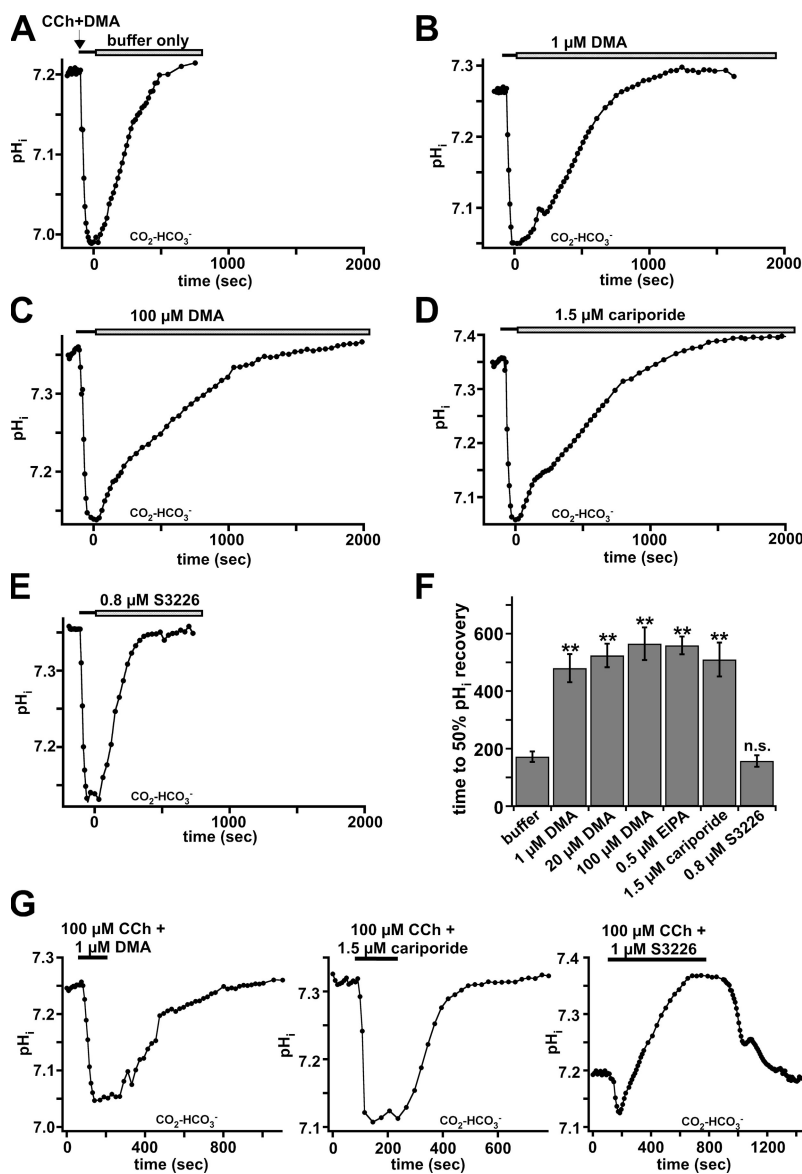 A
CCh+DMA
buffer only
7.2
7.1
7.0
pHi
CO2-HCO3-
0
1000
2000
time (sec)
B
1 µM DMA
7.3
7.2
7.1
pHi
CO2-HCO3-
0
1000
2000
time (sec)
C
100 µM DMA
7.3
7.2
pHi
CO2-HCO3-
0
1000
2000
time (sec)
D
1.5 µM cariporide
7.4
7.3
7.2
7.1
pHi
CO2-HCO3-
0
1000
2000
time (sec)
E
0.8 µM S3226
7.3
7.2
pHi
CO2-HCO3-
0
1000
2000
time (sec)
F
time to 50% pHi recovery
600
400
200
0
**
**
**
**
**
n.s.
buffer
1 µM DMA
20 µM DMA
100 µM DMA
0.5 µM EIPA
1.5 µM cariporide
0.8 µM S3226
G
100 µM CCh +
1 µM DMA
7.3
7.2
7.1
7.0
pHi
CO2-HCO3-
0
400
800
time (sec)
100 µM CCh +
1.5 µM cariporide
7.3
7.2
7.1
pHi
CO2-HCO3-
0
400
800
time (sec)
100 µM CCh +
1 µM S3226
7.4
7.3
7.2
7.1
pHi
CO2-HCO3-
0
400
800
1200
time (sec)